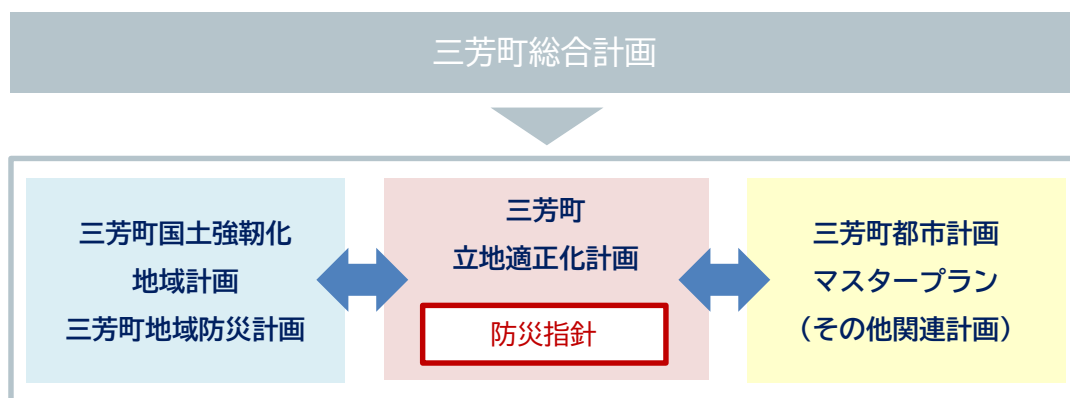 三芳町総合計画
三芳町国土強靭化
地域計画
三芳町地域防災計画
三芳町
立地適正化計画
防災指針
三芳町都市計画
マスタープラン
（その他関連計画）